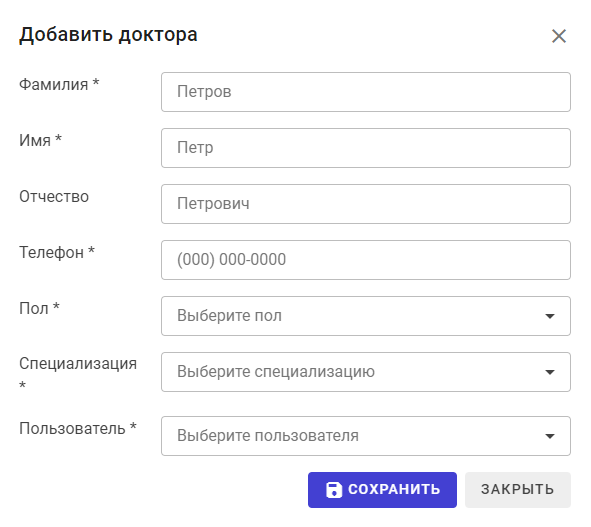 Добавить доктора
Фамилия *
Петров
Имя *
Петр
Отчество
Петрович
Телефон *
(000) 000-0000
Пол *
Выберите пол
Специализация
*
Выберите специализацию
Пользователь *
Выберите пользователя
СОХРАНИТЬ
ЗАКРЫТЬ